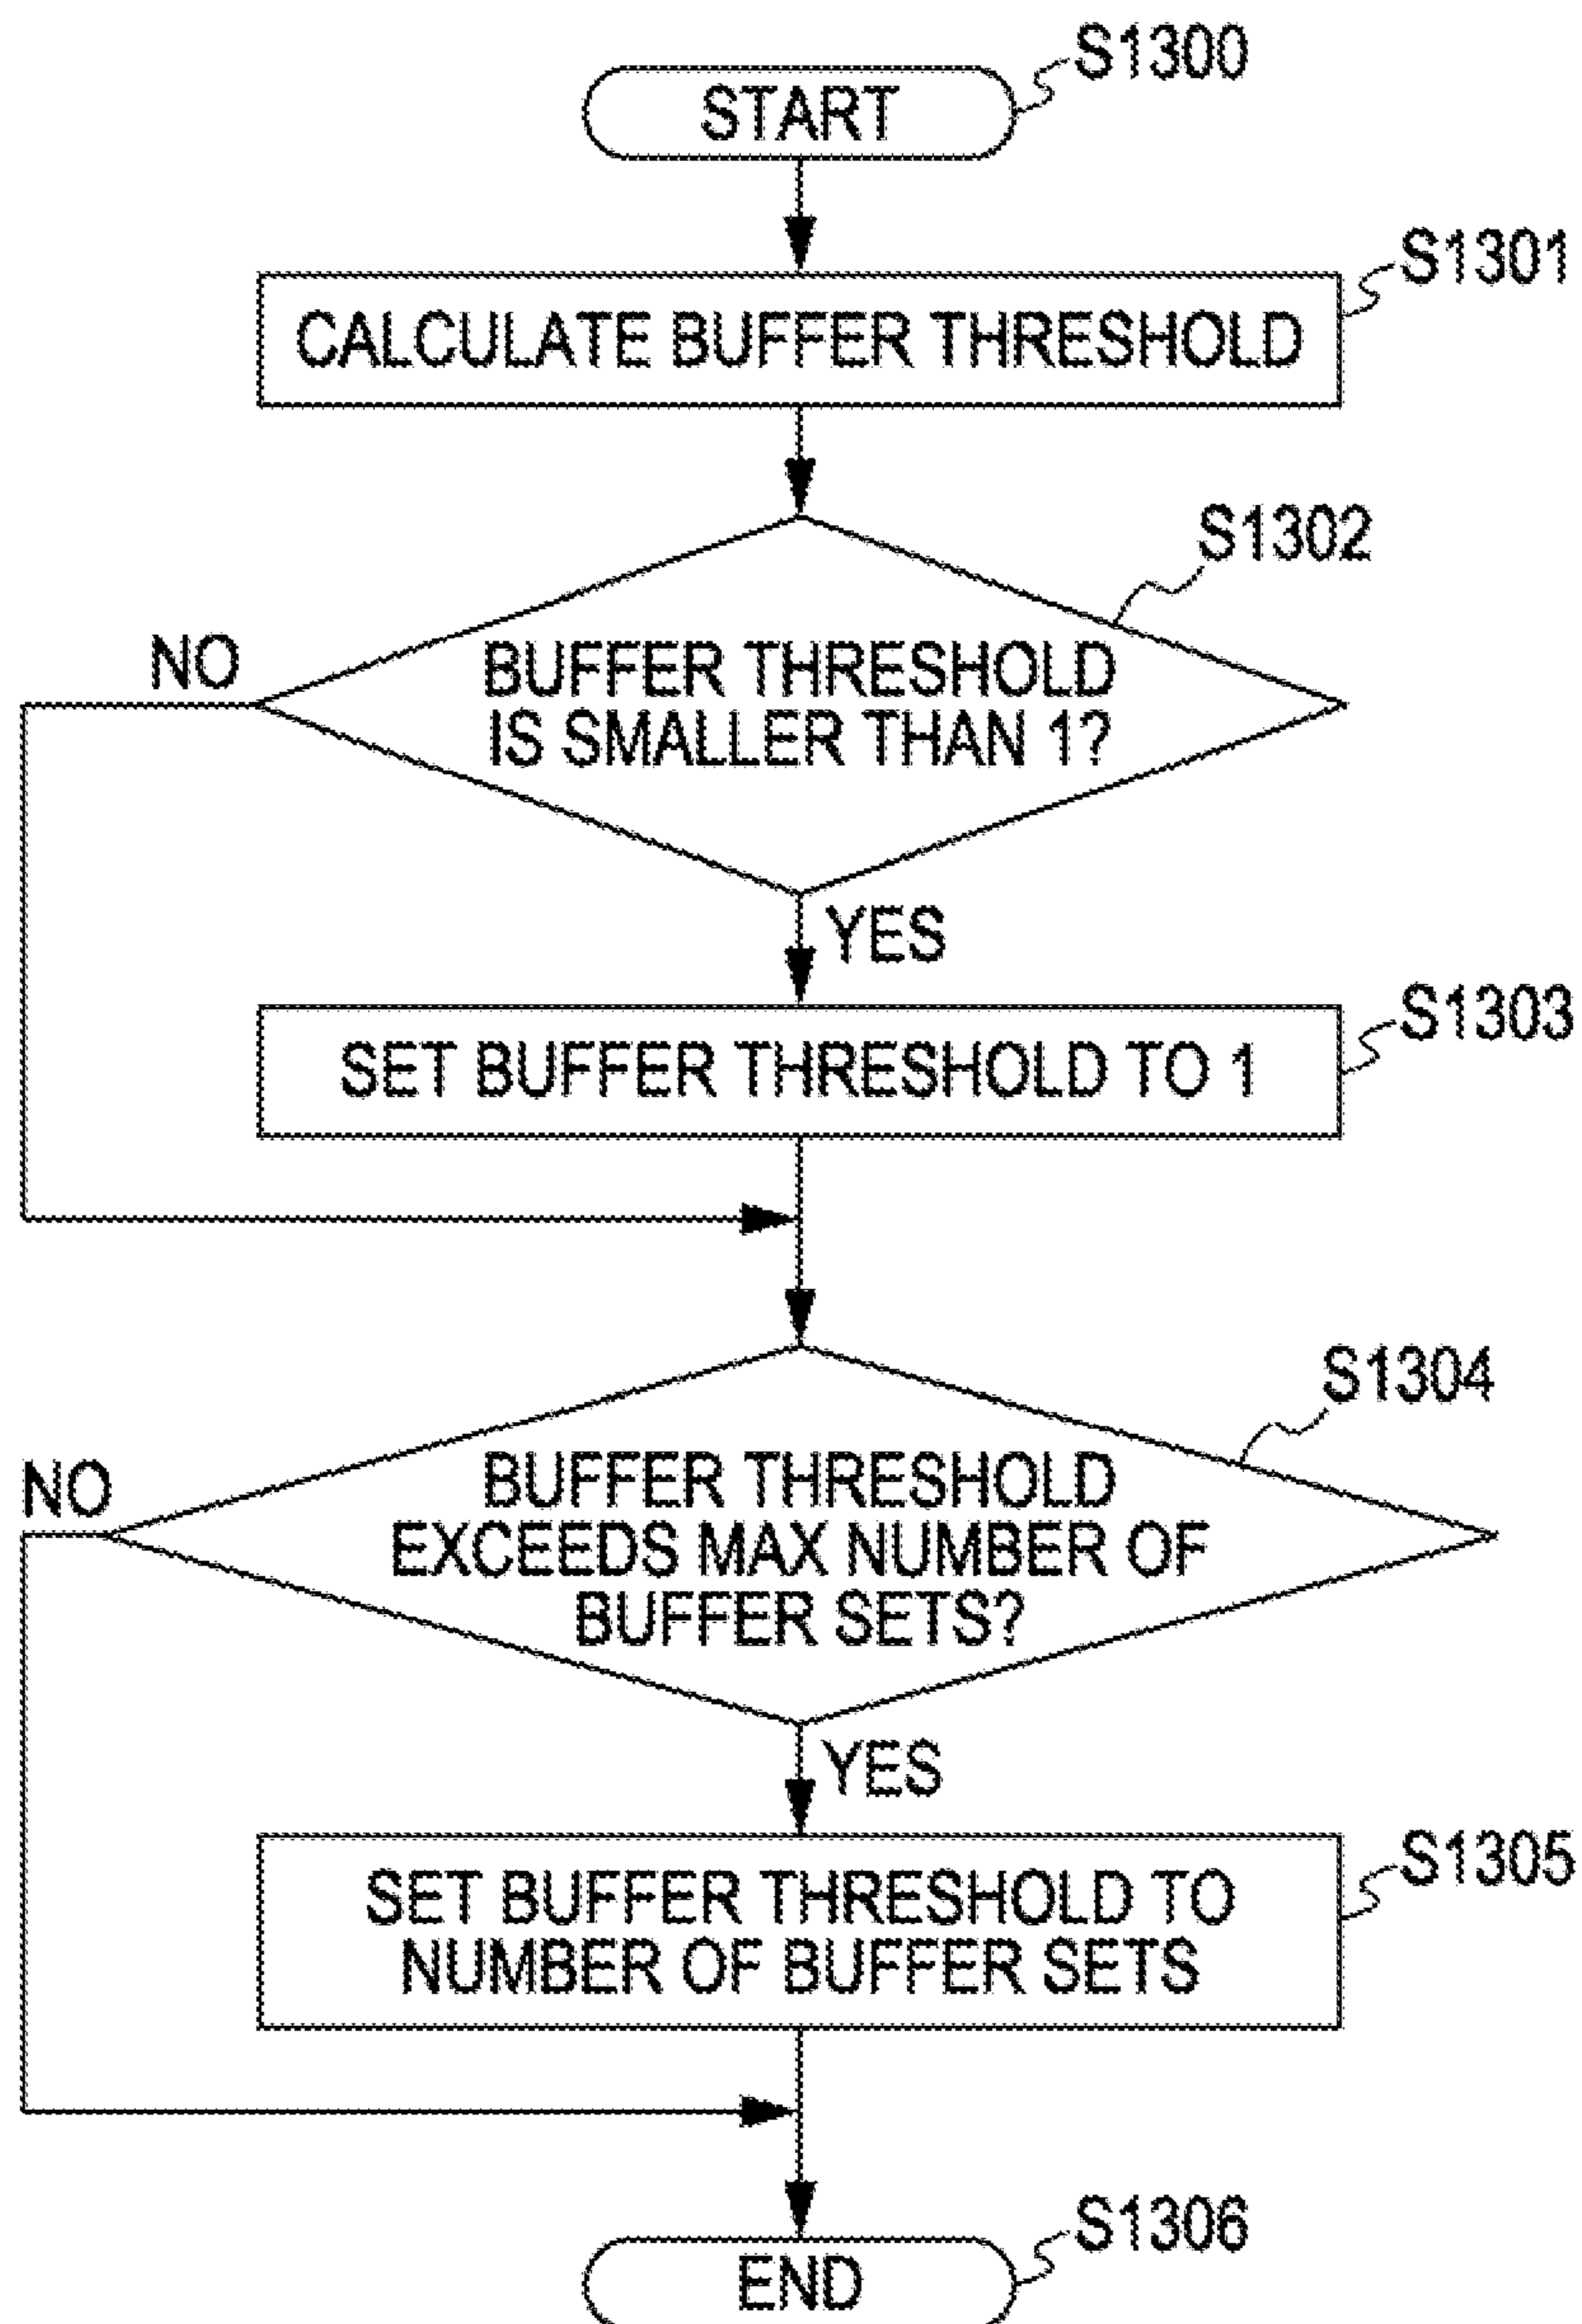 S1300
START
S1301
CALCULATE BUFFER THRESHOLD
S1302
NO
BUFFER THRESHOLD
IS SMALLER THAN 1?
YES
S1303
SET BUFFER THRESHOLD TO 1
S1304
NO
BUFFER THRESHOLD
EXCEEDS MAX NUMBER OF
BUFFER SETS?
YES
S1305
SET BUFFER THRESHOLD TO
NUMBER OF BUFFER SETS
S1306
END